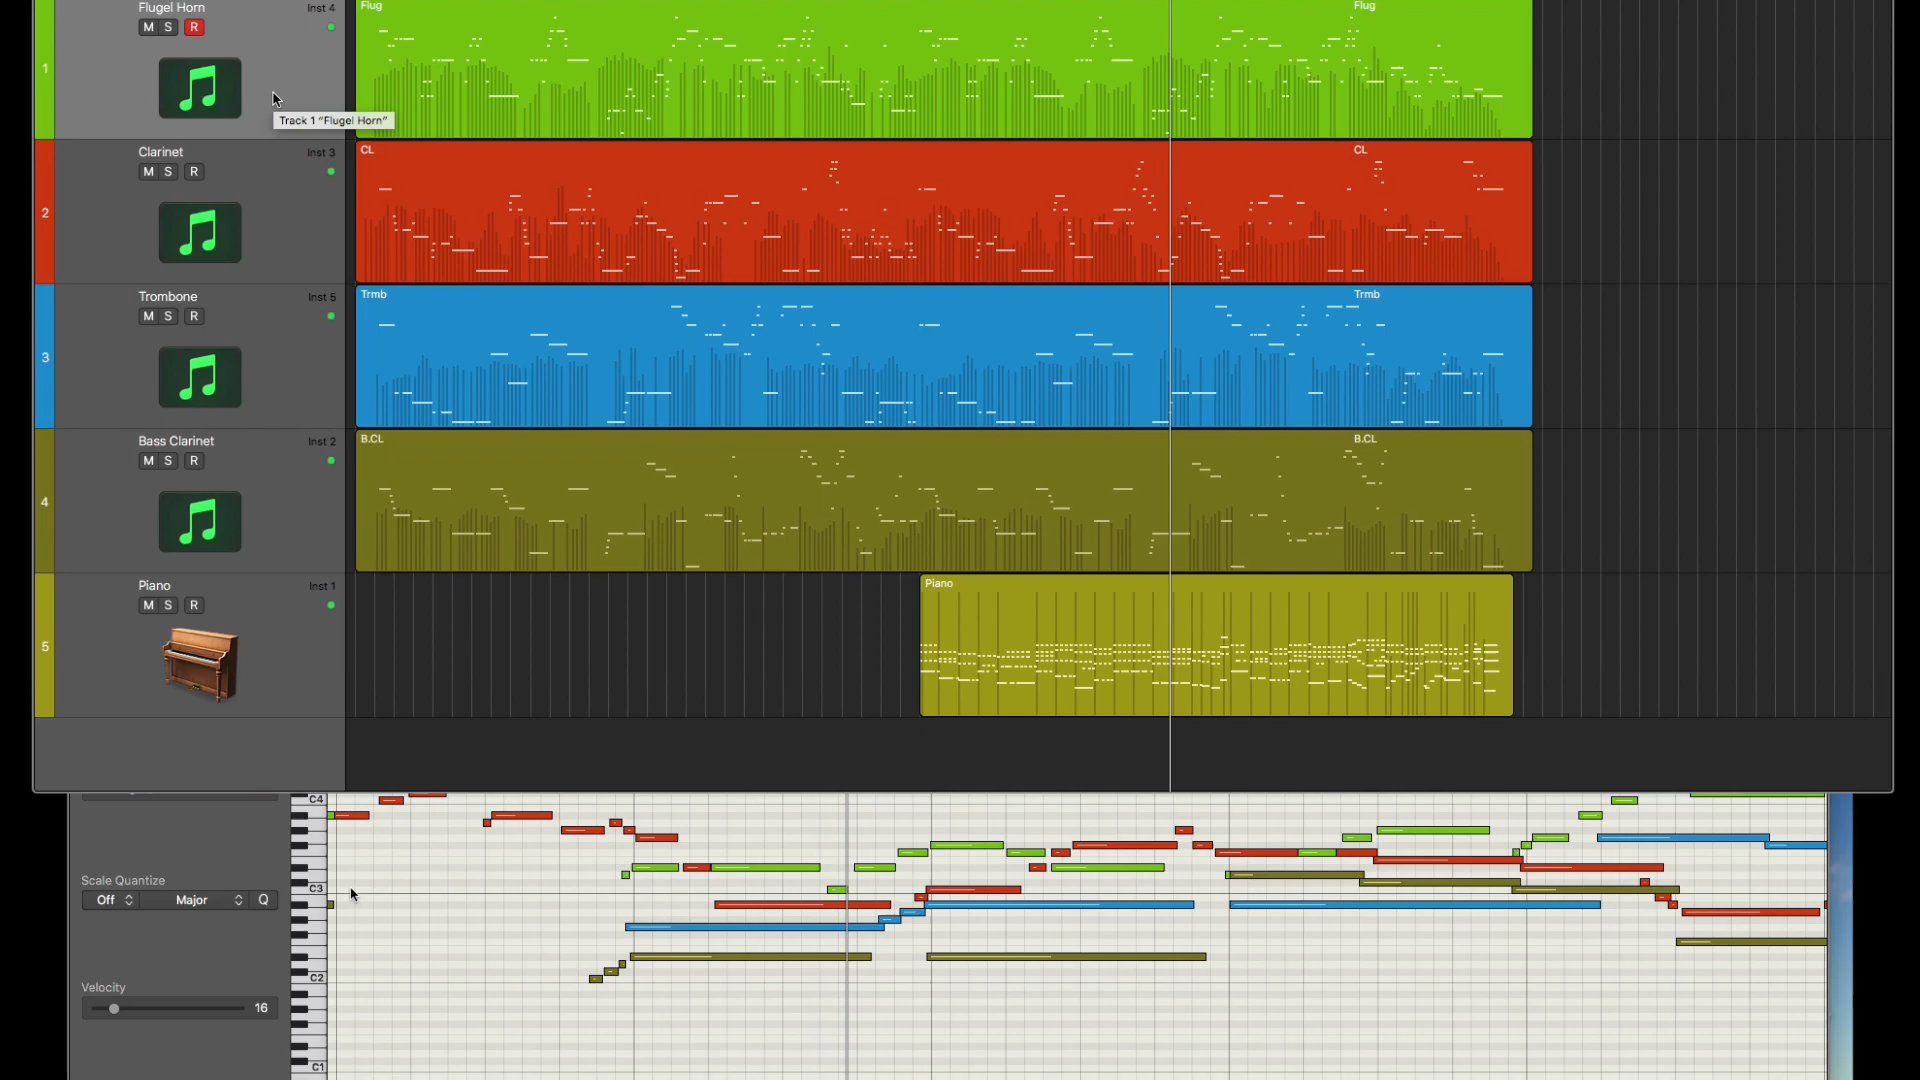 Flugel Horn Inst 4
M S R
1
Track 1 "Flugel Horn"
Flug Flug
Clarinet Inst 3
M S R
2
CL CL
Trombone Inst 5
M S R
3
Trmb Trmb
Bass Clarinet Inst 2
M S R
4
B.CL B.CL
Piano Inst 1
M S R
5
Piano
C4
Scale Quantize
Off Major Q
C3
Velocity
16
C2
C1